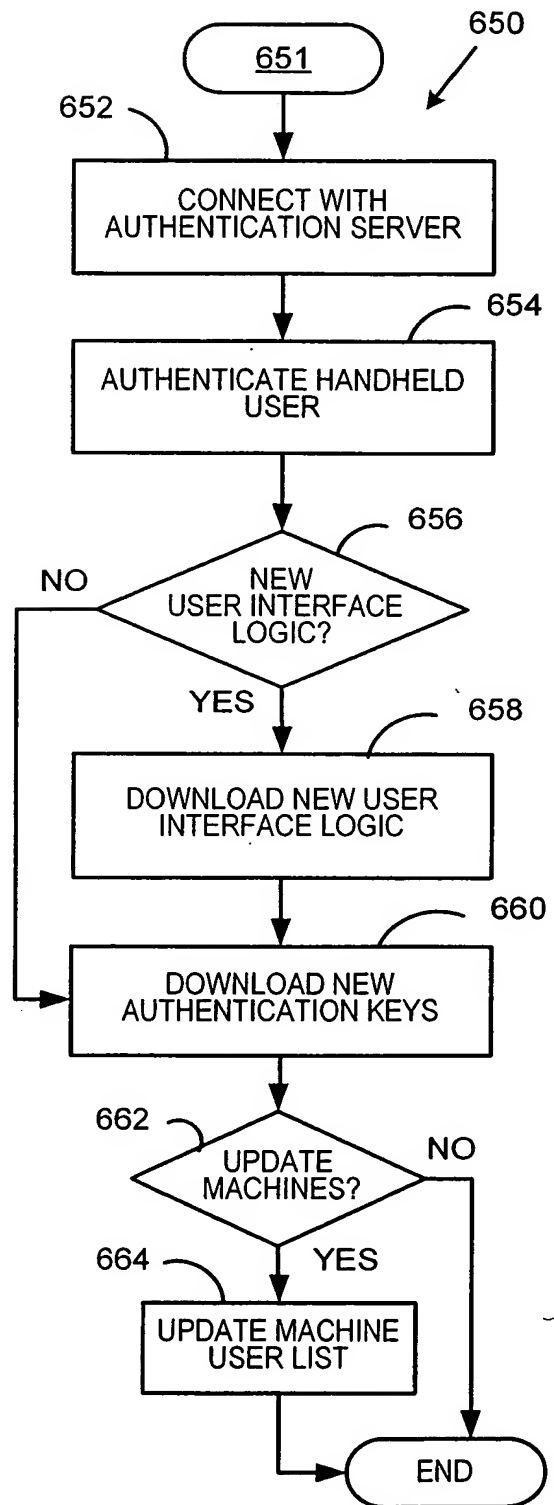 651
650
652
CONNECT WITH
AUTHENTICATION SERVER
654
AUTHENTICATE HANDHELD
USER
656
NO
NEW
USER INTERFACE
LOGIC?
YES
658
DOWNLOAD NEW USER
INTERFACE LOGIC
660
DOWNLOAD NEW
AUTHENTICATION KEYS
662
NO
UPDATE
MACHINES?
YES
664
UPDATE MACHINE
USER LIST
END